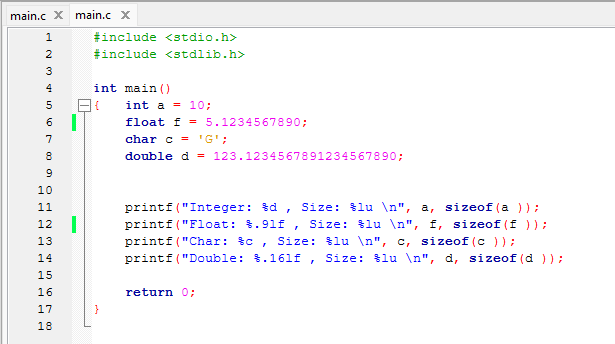 main.c X main.c X
1 #include <stdio.h>
2 #include <stdlib.h>
3
4 int main()
5 { int a = 10;
6 float f = 5.1234567890;
7 char c = 'G';
8 double d = 123.1234567891234567890;
9
10
11 printf("Integer: %d , Size: %lu \n", a, sizeof(a ));
12 printf("Float: %.9lf , Size: %lu \n", f, sizeof(f ));
13 printf("Char: %c , Size: %lu \n", c, sizeof(c ));
14 printf("Double: %.16lf , Size: %lu \n", d, sizeof(d ));
15
16 return 0;
17 }
18